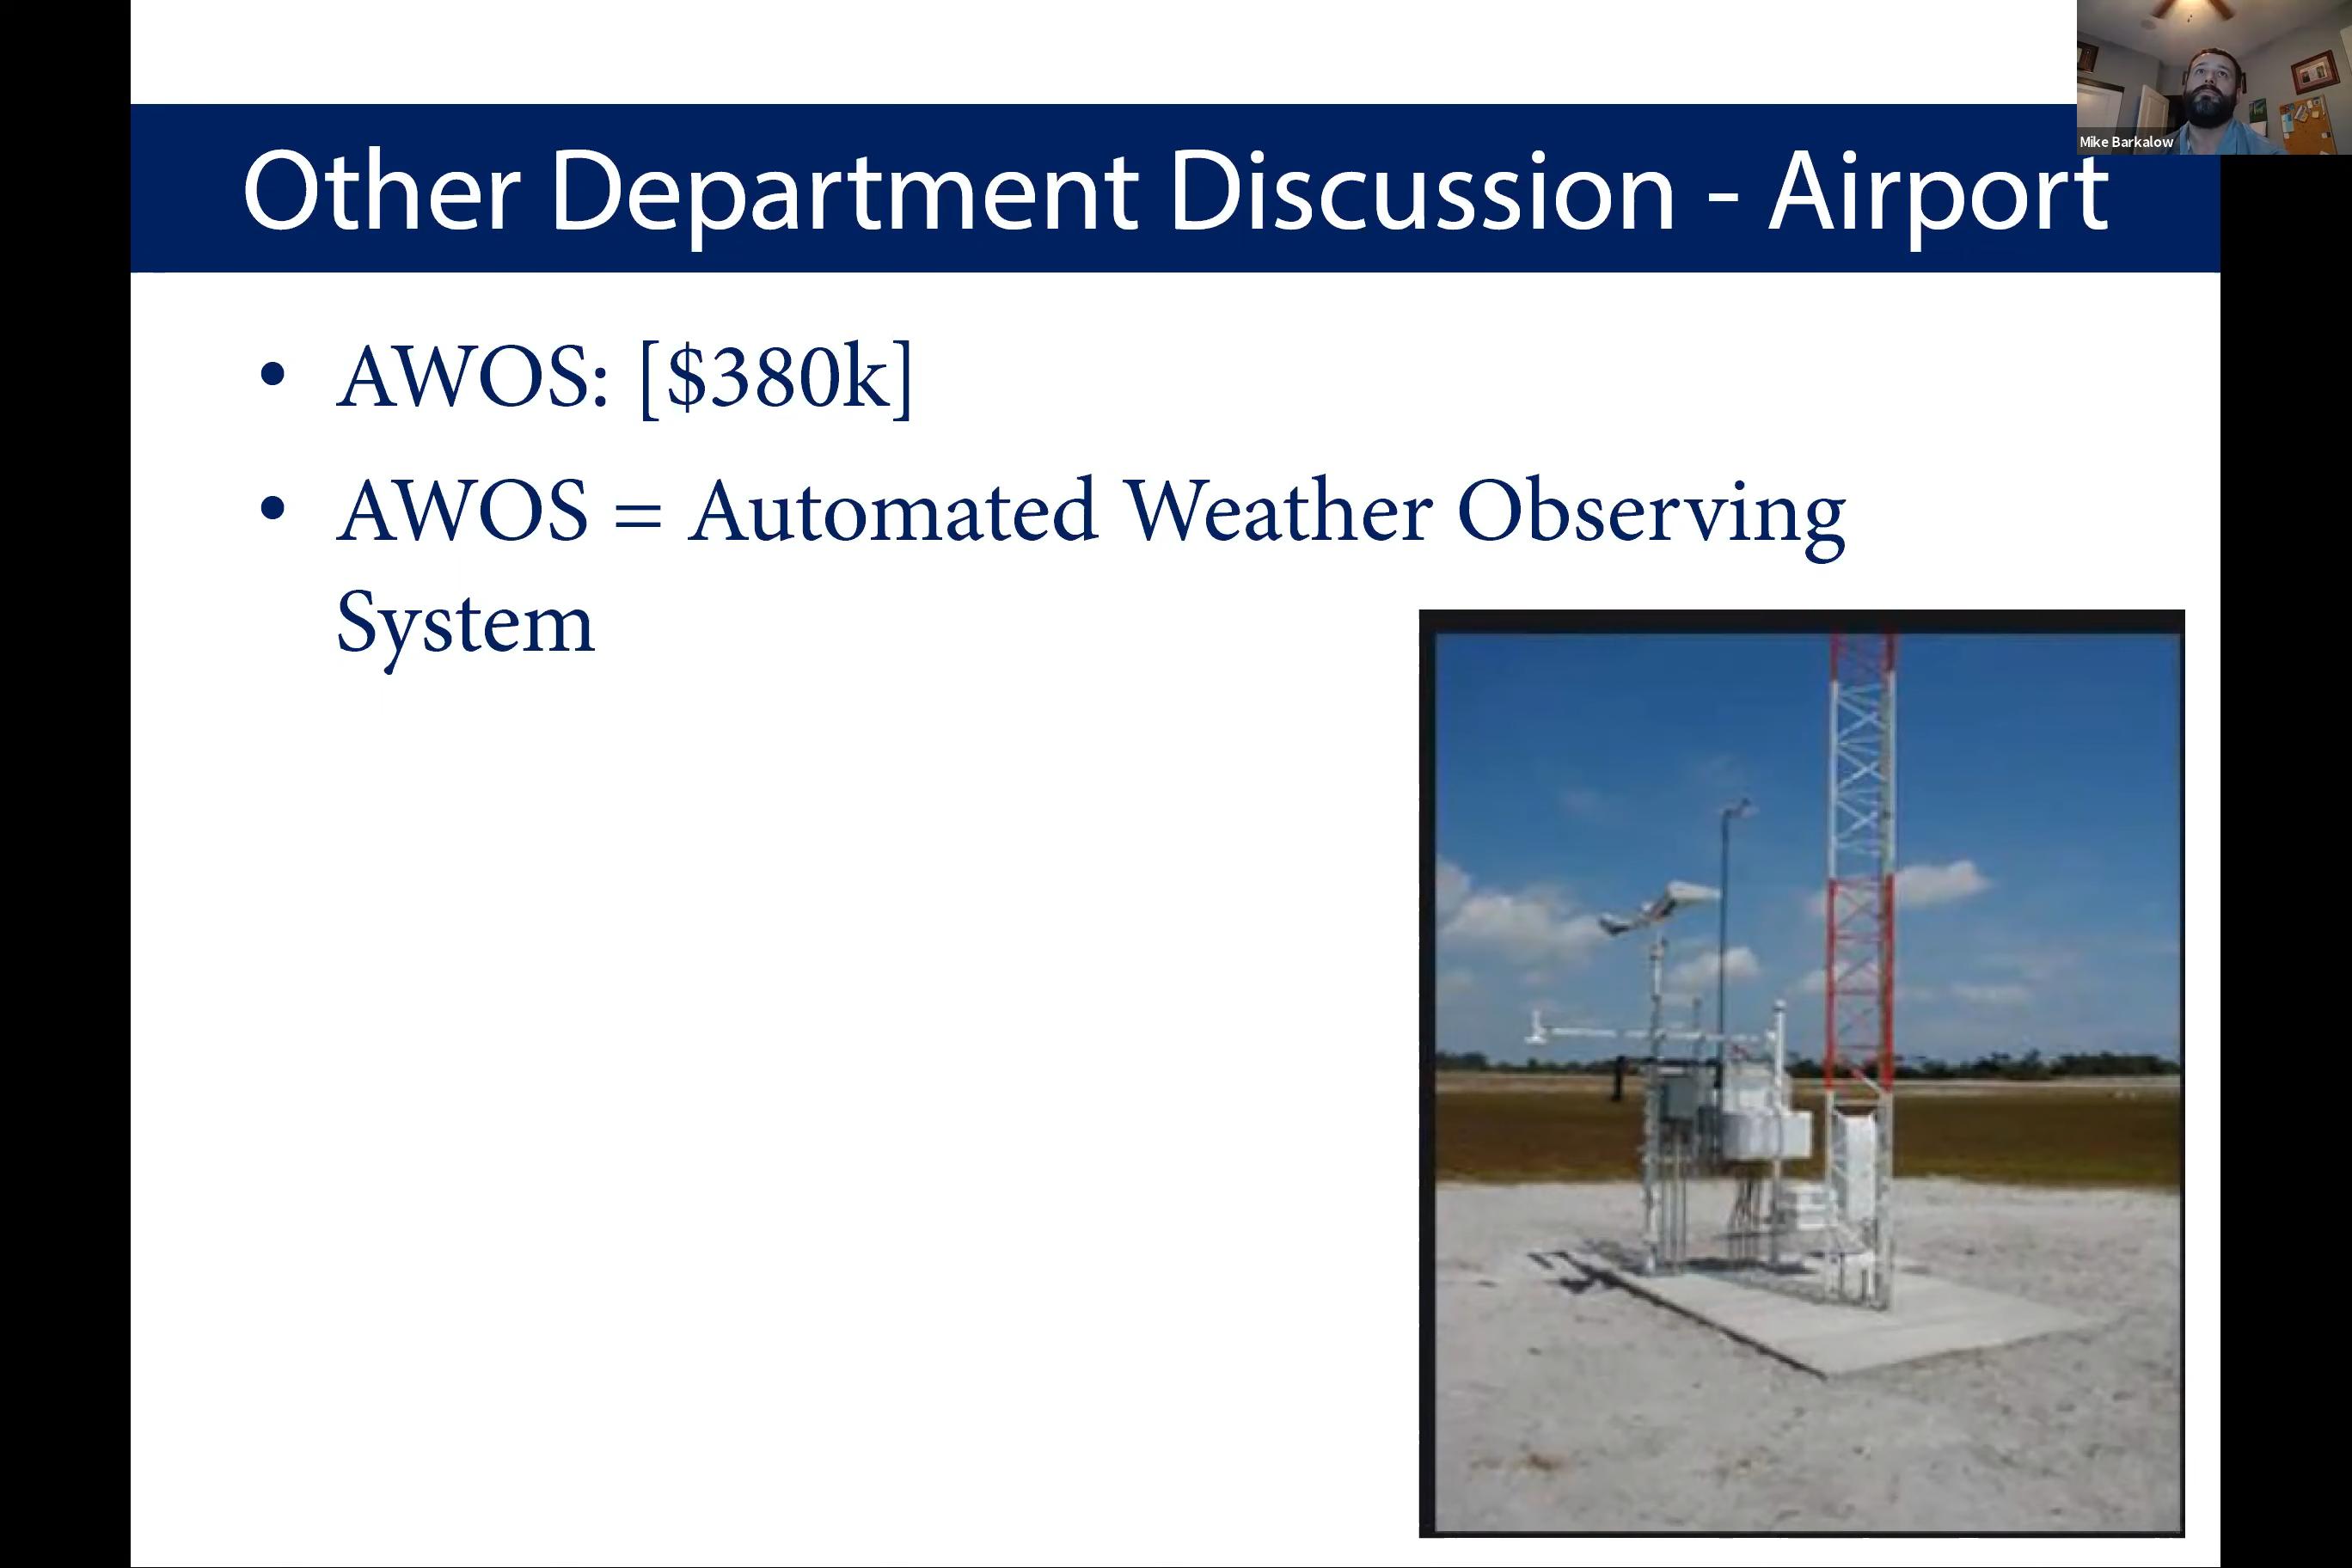 Mike Barkalow
Other Department Discussion - Airport
• AWOS: [$380k]
• AWOS = Automated Weather Observing
System